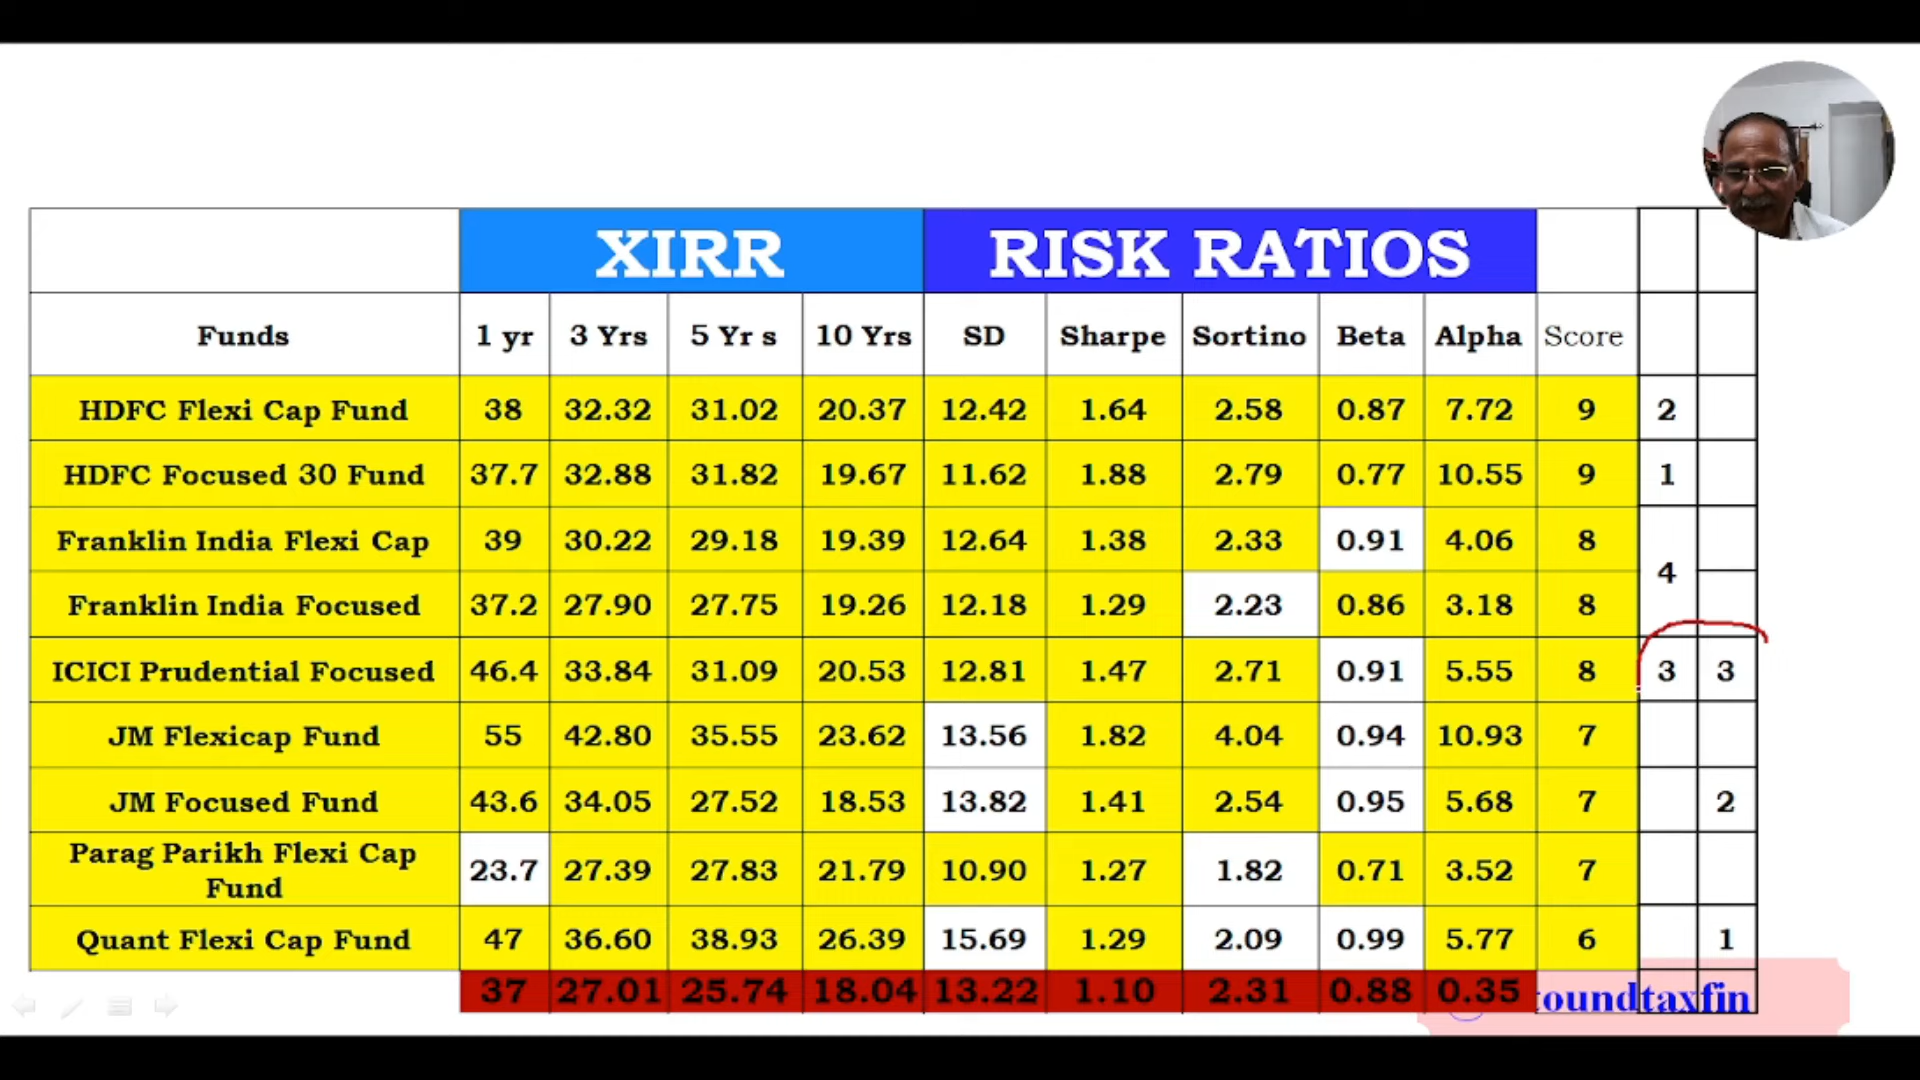 XIRR RISK RATIOS
Funds 1 yr 3 Yrs 5 Yr s 10 Yrs SD Sharpe Sortino Beta Alpha Score
HDFC Flexi Cap Fund 38 32.32 31.02 20.37 12.42 1.64 2.58 0.87 7.72 9 2
HDFC Focused 30 Fund 37.7 32.88 31.82 19.67 11.62 1.88 2.79 0.77 10.55 9 1
Franklin India Flexi Cap 39 30.22 29.18 19.39 12.64 1.38 2.33 0.91 4.06 8
4
Franklin India Focused 37.2 27.90 27.75 19.26 12.18 1.29 2.23 0.86 3.18 8
ICICI Prudential Focused 46.4 33.84 31.09 20.53 12.81 1.47 2.71 0.91 5.55 8 3 3
JM Flexicap Fund 55 42.80 35.55 23.62 13.56 1.82 4.04 0.94 10.93 7
JM Focused Fund 43.6 34.05 27.52 18.53 13.82 1.41 2.54 0.95 5.68 7 2
Parag Parikh Flexi Cap
Fund 23.7 27.39 27.83 21.79 10.90 1.27 1.82 0.71 3.52 7
Quant Flexi Cap Fund 47 36.60 38.93 26.39 15.69 1.29 2.09 0.99 5.77 6 1
37 27.01 25.74 18.04 13.22 1.10 2.31 0.88 0.35
oundtaxfin